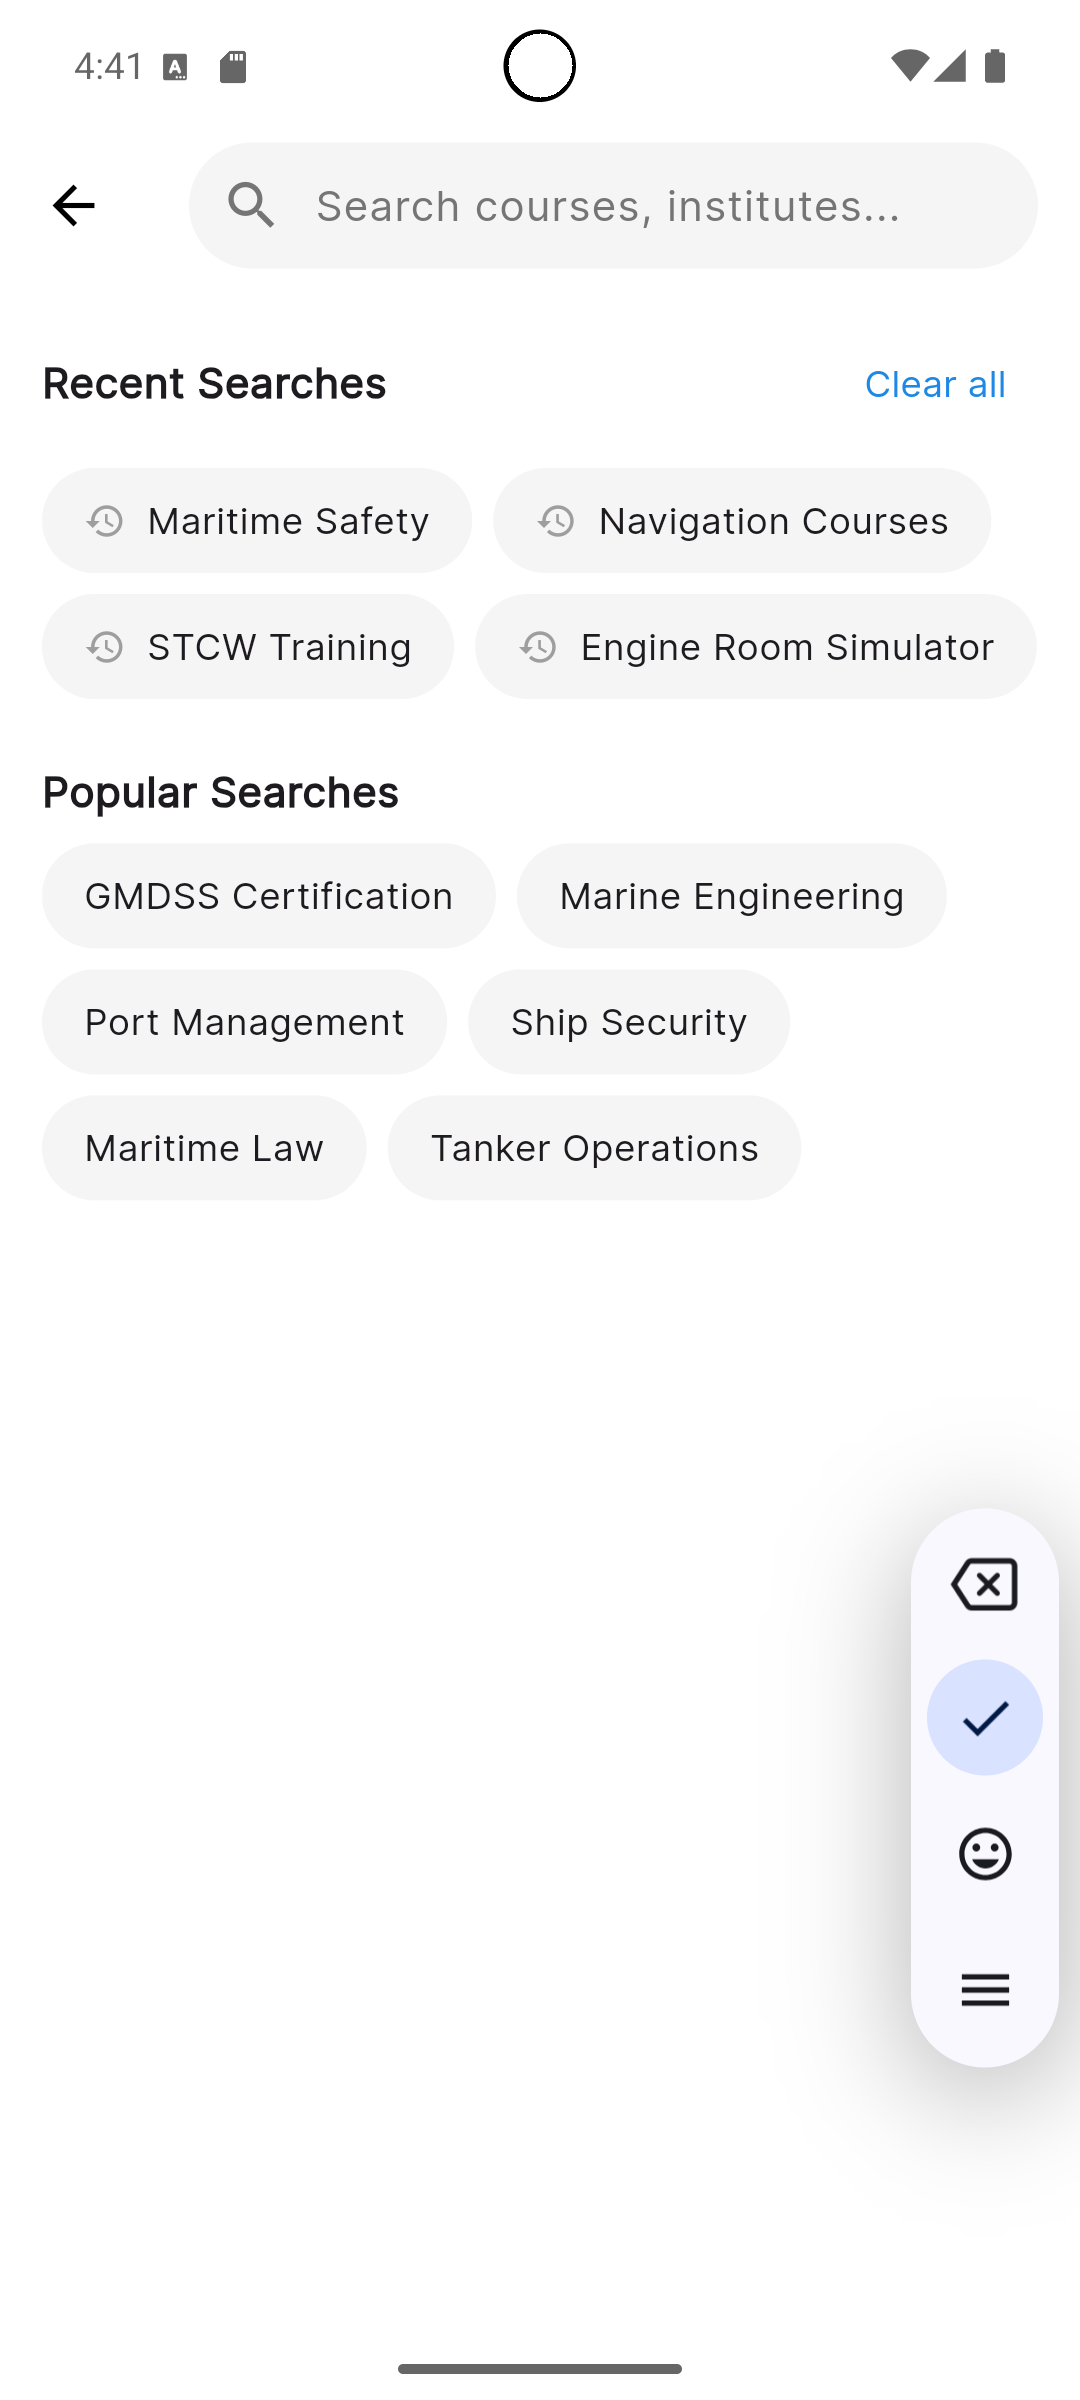 4:41
Search courses, institutes...
Recent Searches Clear all
Maritime Safety Navigation Courses
STCW Training Engine Room Simulator
Popular Searches
GMDSS Certification Marine Engineering
Port Management Ship Security
Maritime Law Tanker Operations